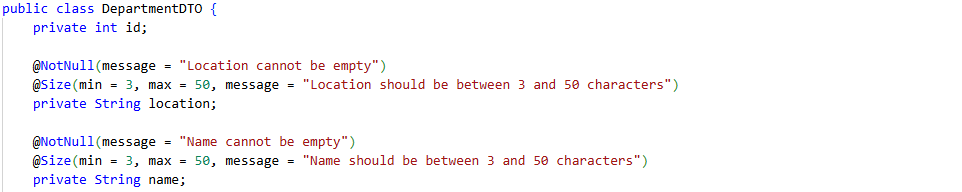 public class DepartmentDTO {
    private int id;

    @NotNull(message = "Location cannot be empty")
    @Size(min = 3, max = 50, message = "Location should be between 3 and 50 characters")
    private String location;

    @NotNull(message = "Name cannot be empty")
    @Size(min = 3, max = 50, message = "Name should be between 3 and 50 characters")
    private String name;